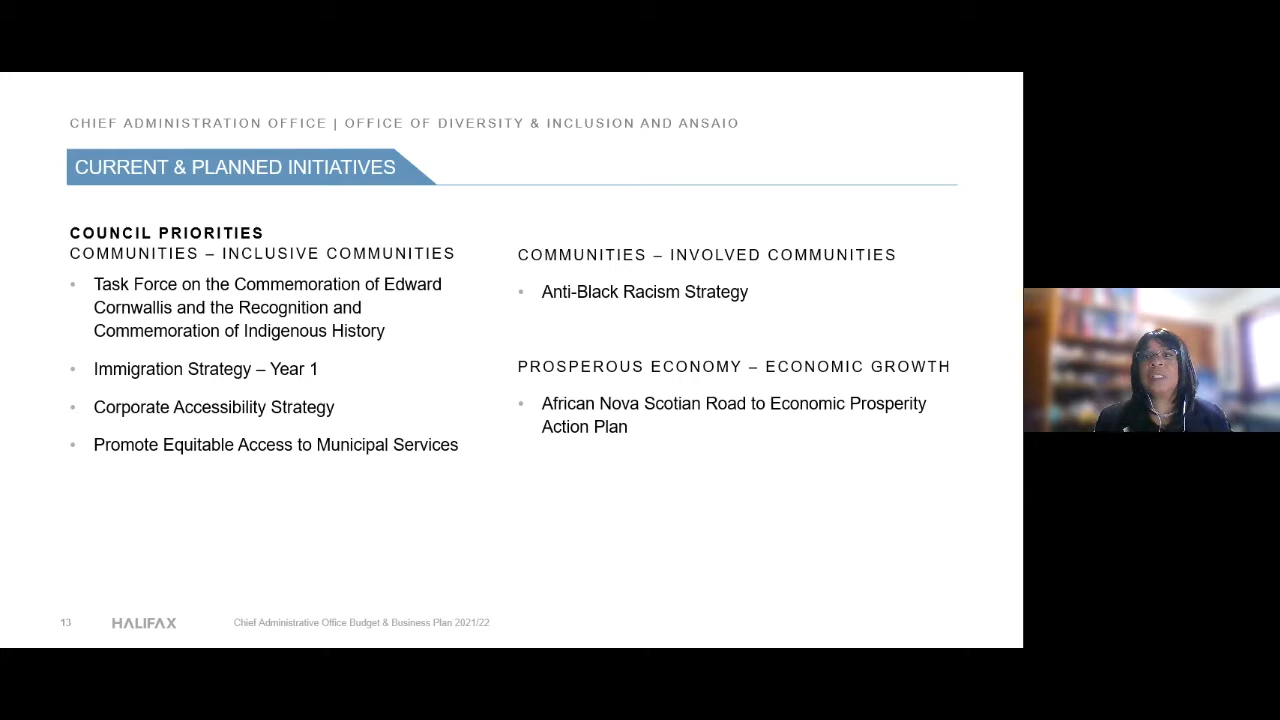 CHIEF ADMINISTRATION OFFICE | OFFICE OF DIVERSITY & INCLUSION AND ANSAIO
CURRENT & PLANNED INITIATIVES
COUNCIL PRIORITIES
COMMUNITIES – INCLUSIVE COMMUNITIES
• Task Force on the Commemoration of Edward
Cornwallis and the Recognition and
Commemoration of Indigenous History
• Immigration Strategy – Year 1
• Corporate Accessibility Strategy
• Promote Equitable Access to Municipal Services
COMMUNITIES – INVOLVED COMMUNITIES
• Anti-Black Racism Strategy
PROSPEROUS ECONOMY – ECONOMIC GROWTH
• African Nova Scotian Road to Economic Prosperity
Action Plan
13 HALIFAX Chief Administrative Office Budget & Business Plan 2021/22